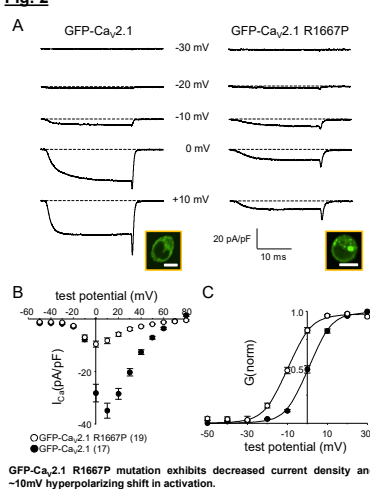 Fig. 2
A
GFP-CaV2.1
GFP-CaV2.1 R1667P
-30 mV
-20 mV
-10 mV
0 mV
+10 mV
20 pA/pF
10 ms
B
test potential (mV)
-60 -40 -20 0 20 40 60 80
-20
-40
ICa(pA/pF)
GFP-CaV2.1 R1667P (19)
GFP-CaV2.1 (17)
C
1.0
0.5
G(norm)
-50 -30 -10 10 30
test potential (mV)
GFP-CaV2.1 R1667P mutation exhibits decreased current density an
~10mV hyperpolarizing shift in activation.